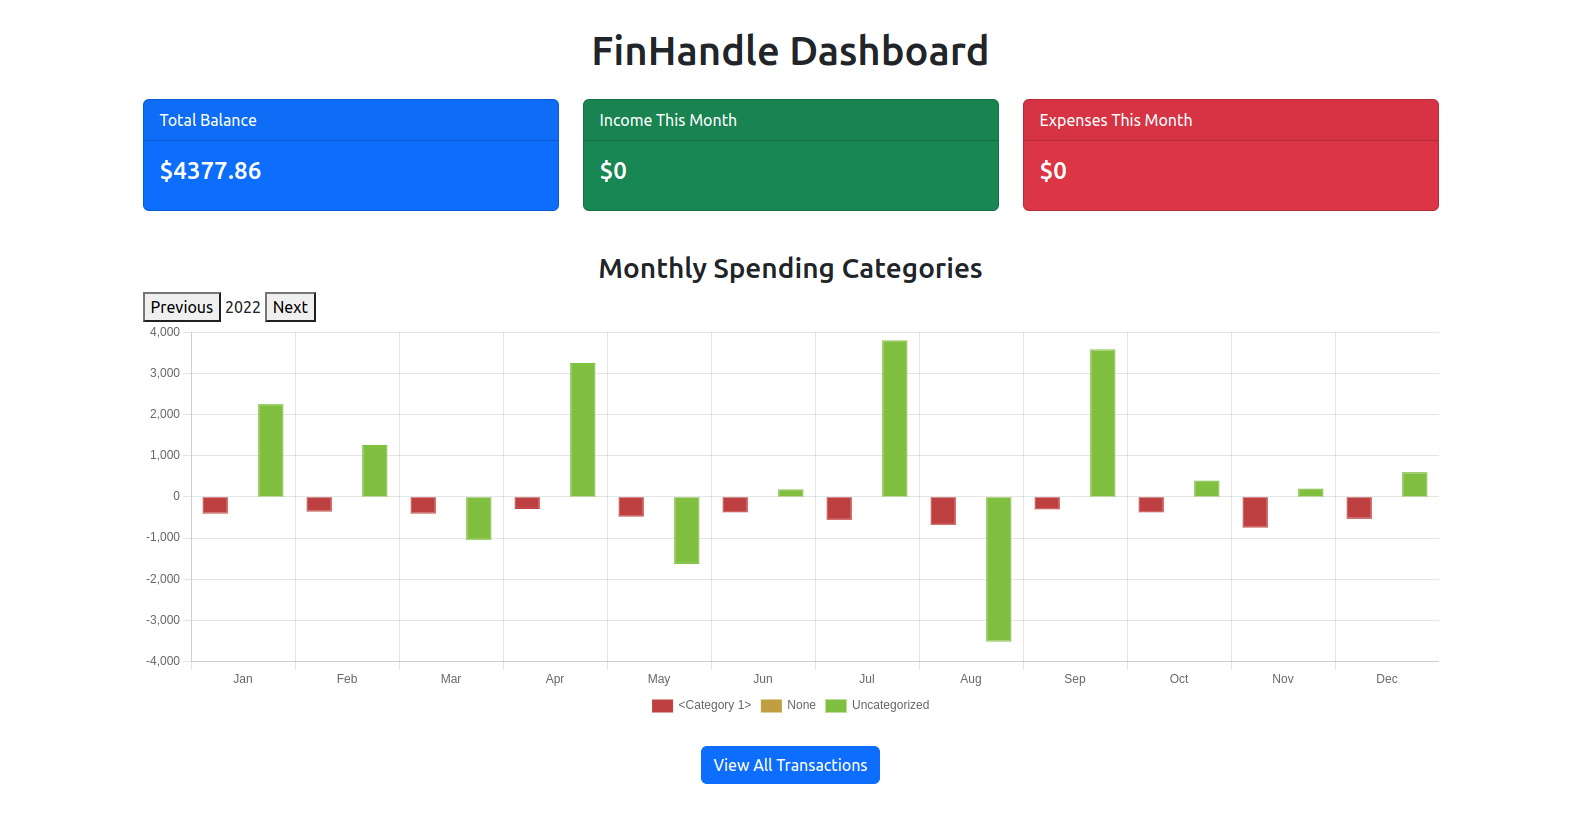 FinHandle Dashboard
Total Balance
$4377.86
Income This Month
$0
Expenses This Month
$0
Monthly Spending Categories
Previous 2022 Next
4,000
3,000
2,000
1,000
0
-1,000
-2,000
-3,000
-4,000
Jan Feb Mar Apr May Jun Jul Aug Sep Oct Nov Dec
<Category 1> None Uncategorized
View All Transactions